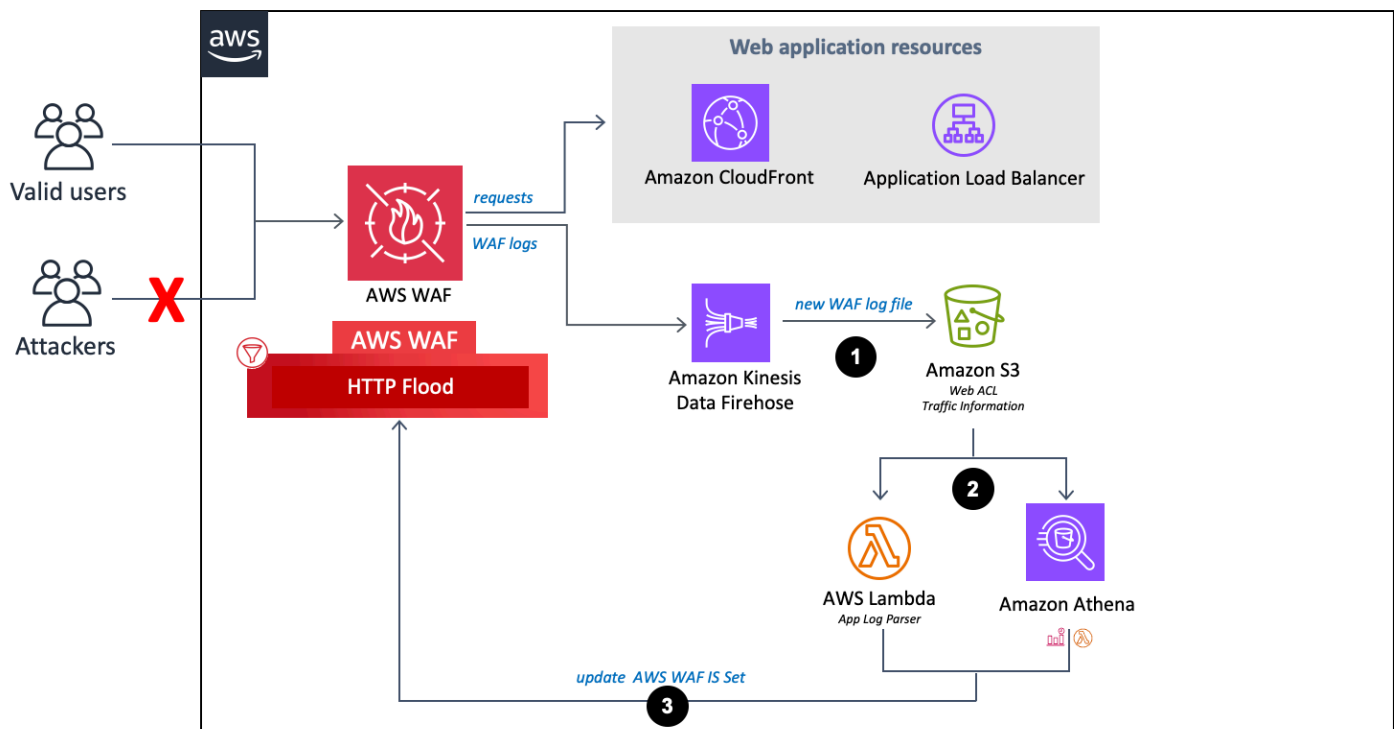 aws
Web application resources
Valid users
Amazon CloudFront
Application Load Balancer
requests
WAF logs
AWS WAF
Attackers
X
AWS WAF
HTTP Flood
new WAF log file
1
Amazon Kinesis
Data Firehose
Amazon S3
Web ACL
Traffic Information
2
AWS Lambda
App Log Parser
Amazon Athena
update AWS WAF IS Set
3